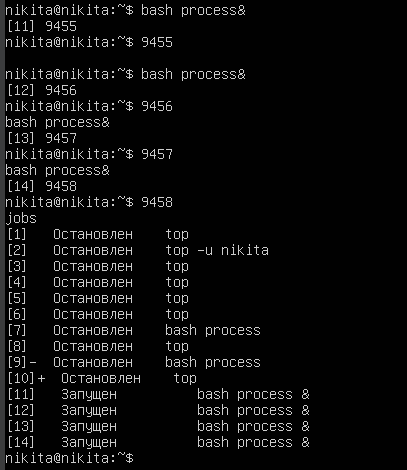 nikita@nikita:~$ bash process&
[11] 9455
nikita@nikita:~$ 9455

nikita@nikita:~$ bash process&
[12] 9456
nikita@nikita:~$ 9456
bash process&
[13] 9457
nikita@nikita:~$ 9457
bash process&
[14] 9458
nikita@nikita:~$ 9458
jobs
[1]   Остановлен    top
[2]   Остановлен    top -u nikita
[3]   Остановлен    top
[4]   Остановлен    top
[5]   Остановлен    top
[6]   Остановлен    top
[7]   Остановлен    bash process
[8]   Остановлен    top
[9]-  Остановлен    bash process
[10]+  Остановлен    top
[11]   Запущен          bash process &
[12]   Запущен          bash process &
[13]   Запущен          bash process &
[14]   Запущен          bash process &
nikita@nikita:~$